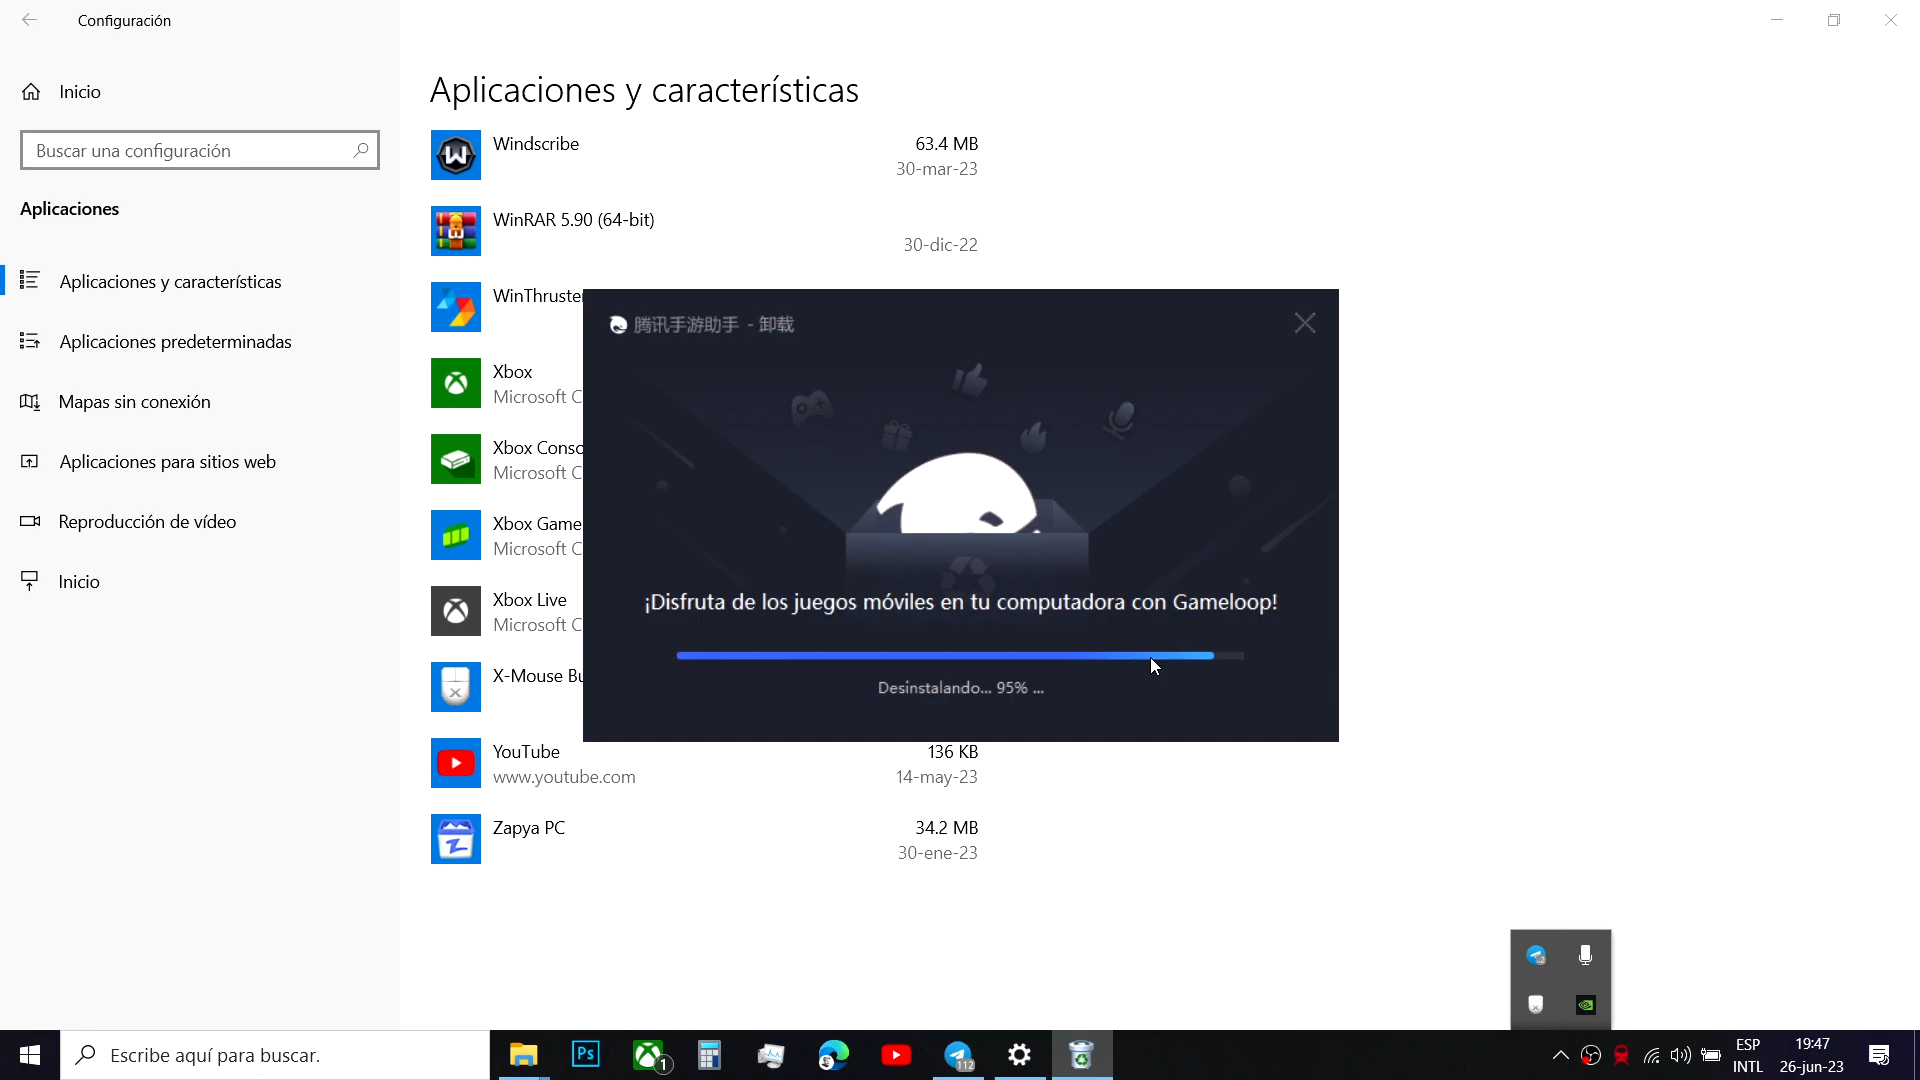 Configuración
Inicio
Buscar una configuración
Aplicaciones
Aplicaciones y características
Aplicaciones predeterminadas
Mapas sin conexión
Aplicaciones para sitios web
Reproducción de vídeo
Inicio
Aplicaciones y características
Windscribe 63.4 MB
30-mar-23
WinRAR 5.90 (64-bit)
30-dic-22
WinThruste
Xbox
Microsoft C
Xbox Conso
Microsoft C
Xbox Game
Microsoft C
Xbox Live
Microsoft C
X-Mouse Bu
YouTube 136 KB
www.youtube.com 14-may-23
Zapya PC 34.2 MB
30-ene-23
腾讯手游助手 - 卸载
¡Disfruta de los juegos móviles en tu computadora con Gameloop!
Desinstalando... 95% ...
Escribe aquí para buscar.
Ps
1
112
ESP
INTL
19:47
26-jun-23